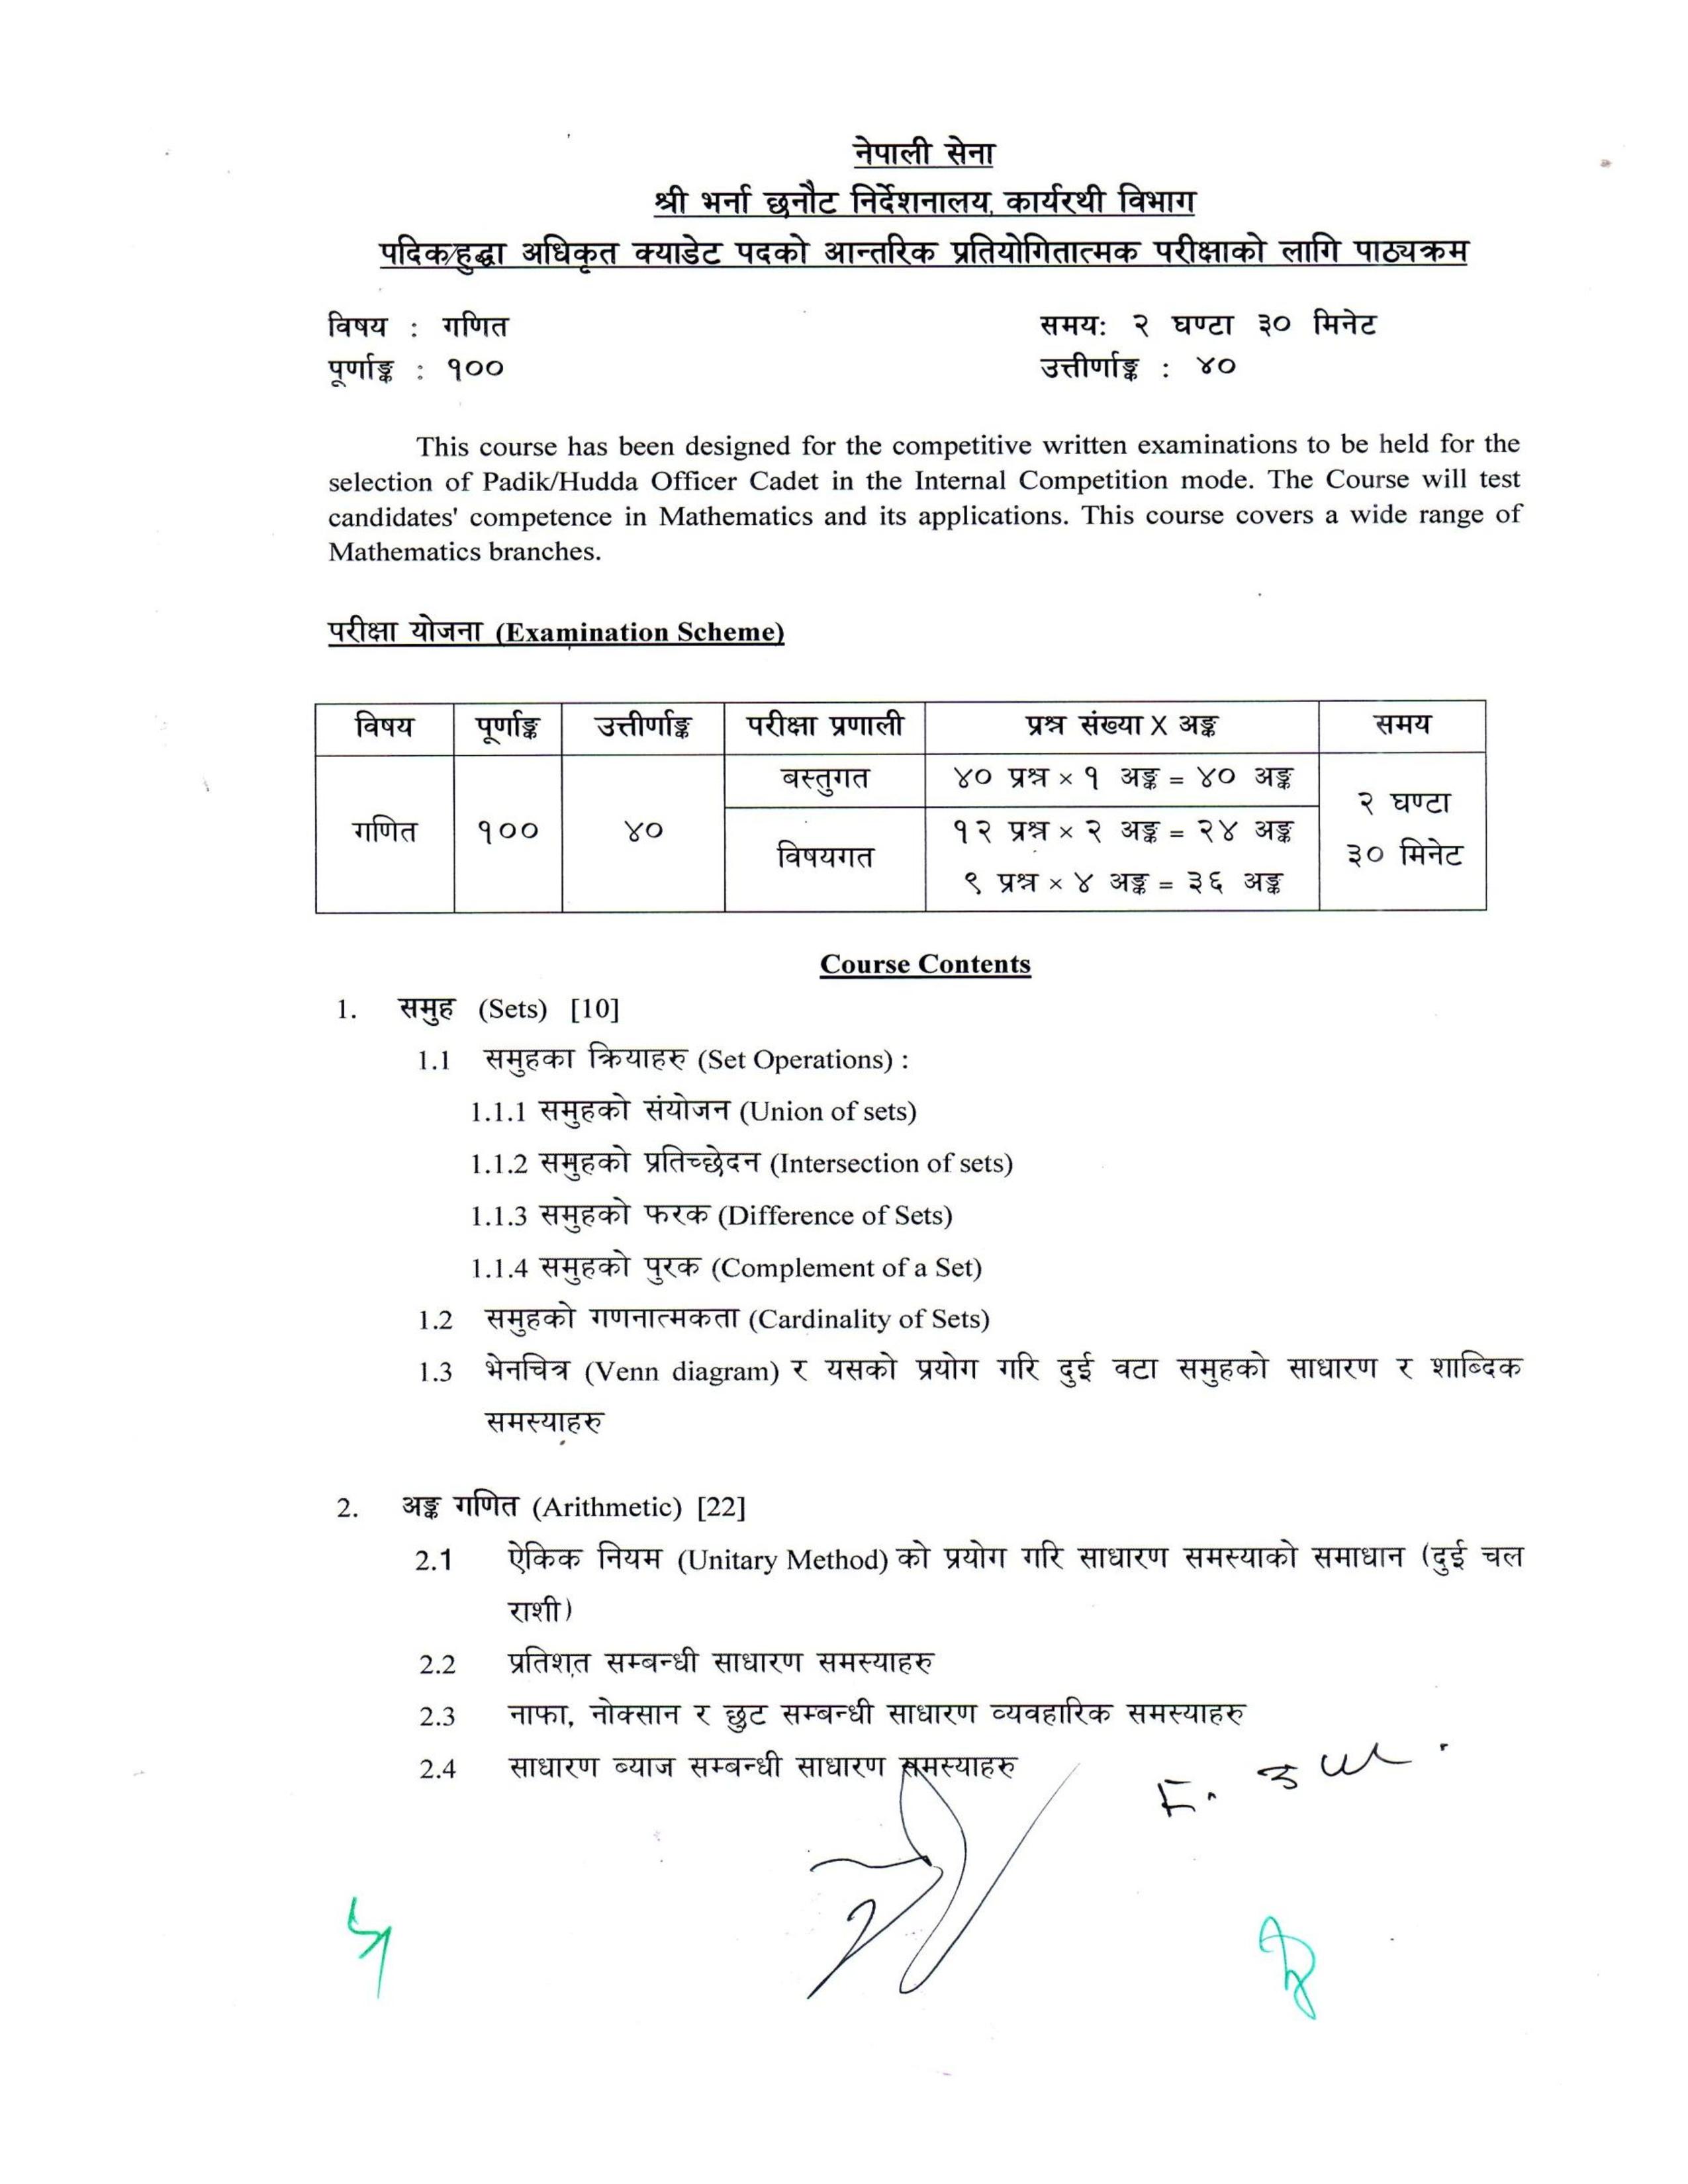 नेपाली सेना
श्री भर्ना छनौट निर्देशनालय, कार्यरथी विभाग
पदिक/हुद्धा अधिकृत क्याडेट पदको आन्तरिक प्रतियोगितात्मक परीक्षाको लागि पाठ्यक्रम
विषय : गणित समय: २ घण्टा ३० मिनेट
पूर्णाङ्क : १०० उत्तीर्णाङ्क : ४०
This course has been designed for the competitive written examinations to be held for the
selection of Padik/Hudda Officer Cadet in the Internal Competition mode. The Course will test
candidates' competence in Mathematics and its applications. This course covers a wide range of
Mathematics branches.
परीक्षा योजना (Examination Scheme)
विषय पूर्णाङ्क उत्तीर्णाङ्क परीक्षा प्रणाली प्रश्न संख्या X अङ्क समय
गणित १०० ४० बस्तुगत ४० प्रश्न × १ अङ्क = ४० अङ्क २ घण्टा
विषयगत १२ प्रश्न × २ अङ्क = २४ अङ्क ३० मिनेट
९ प्रश्न × ४ अङ्क = ३६ अङ्क
Course Contents
1. समुह (Sets) [10]
1.1 समुहका क्रियाहरु (Set Operations) :
1.1.1 समुहको संयोजन (Union of sets)
1.1.2 समुहको प्रतिच्छेदन (Intersection of sets)
1.1.3 समुहको फरक (Difference of Sets)
1.1.4 समुहको पुरक (Complement of a Set)
1.2 समुहको गणनात्मकता (Cardinality of Sets)
1.3 भेनचित्र (Venn diagram) र यसको प्रयोग गरि दुई वटा समुहको साधारण र शाब्दिक
समस्याहरु
2. अङ्क गणित (Arithmetic) [22]
2.1 ऐकिक नियम (Unitary Method) को प्रयोग गरि साधारण समस्याको समाधान (दुई चल
राशी)
2.2 प्रतिशत सम्बन्धी साधारण समस्याहरु
2.3 नाफा, नोक्सान र छुट सम्बन्धी साधारण व्यवहारिक समस्याहरु
2.4 साधारण ब्याज सम्बन्धी साधारण समस्याहरु